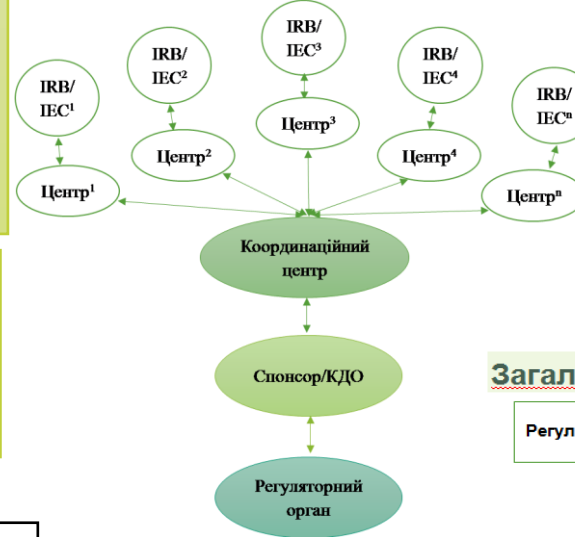 IRB/
IEC³
IRB/
IEC²
IRB/
IEC⁴
IRB/
IEC¹
IRB/
IECⁿ
Центр³
Центр²
Центр⁴
Центр¹
Центрⁿ
Координаційний
центр
Спонсор/КДО
Загал
Регул
Регуляторний
орган